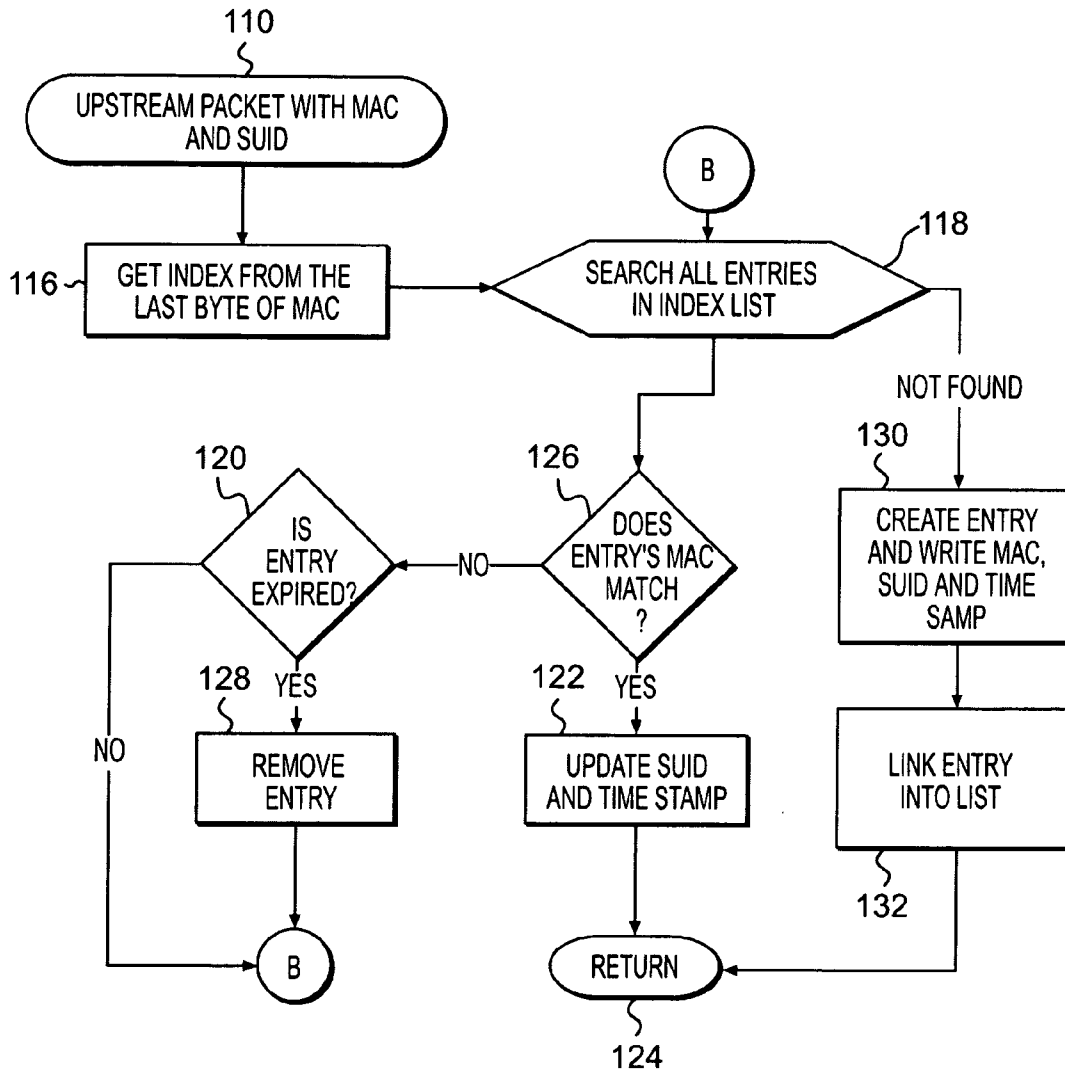 110
UPSTREAM PACKET WITH MAC
AND SUID
B
118
116
GET INDEX FROM THE
LAST BYTE OF MAC
SEARCH ALL ENTRIES
IN INDEX LIST
NOT FOUND
120
126
130
IS
ENTRY
EXPIRED?
NO
DOES
ENTRY'S MAC
MATCH
?
CREATE ENTRY
AND WRITE MAC,
SUID AND TIME
SAMP
128
YES
122
YES
NO
REMOVE
ENTRY
UPDATE SUID
AND TIME STAMP
LINK ENTRY
INTO LIST
132
B
RETURN
124